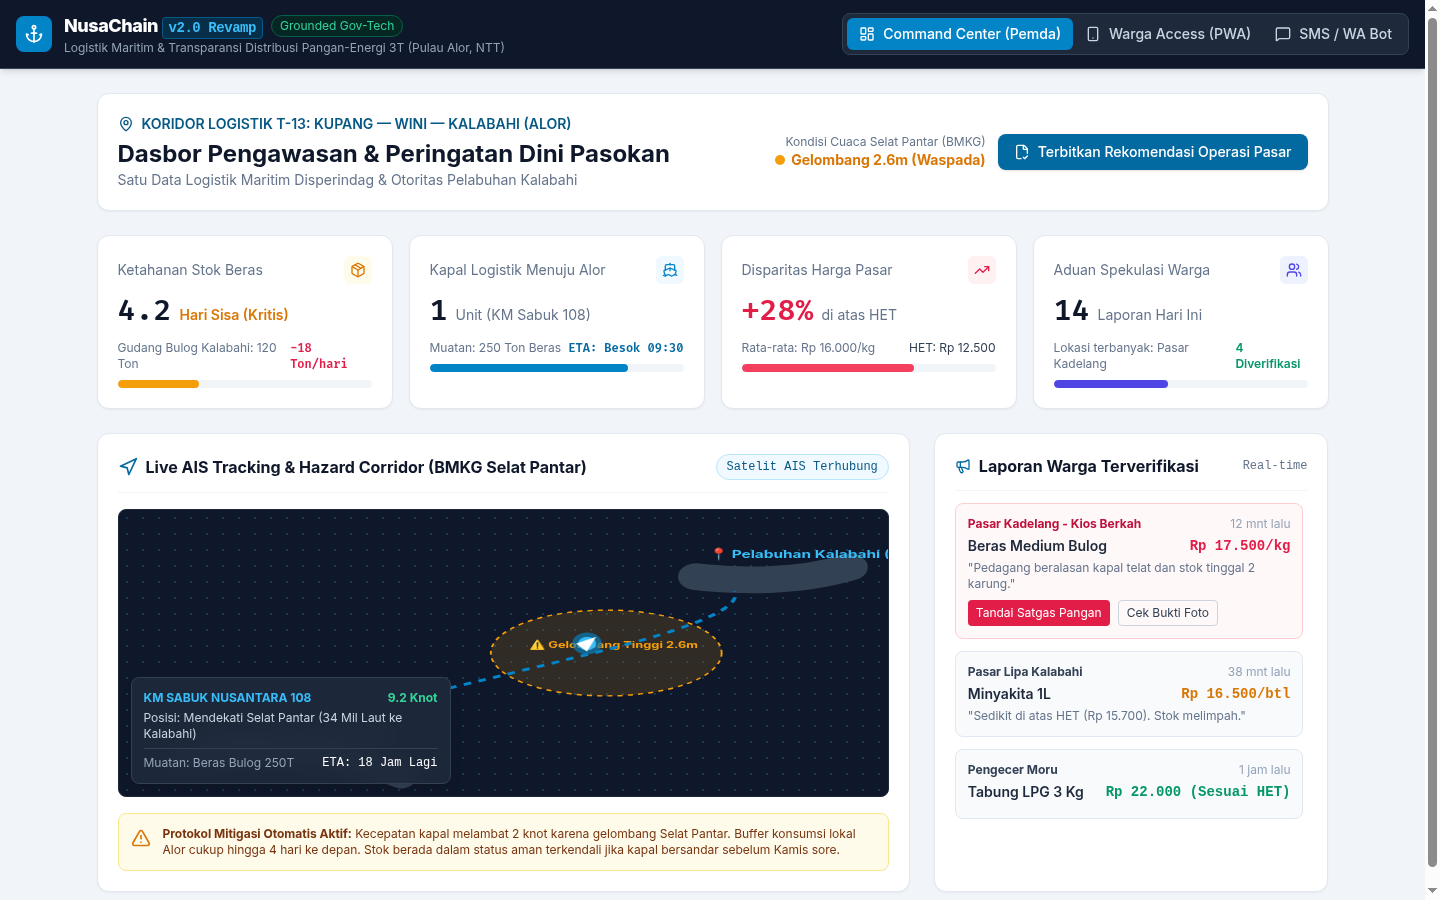 NusaChain v2.0 Revamp Grounded Gov-Tech
Logistik Maritim & Transparansi Distribusi Pangan-Energi 3T (Pulau Alor, NTT)
Command Center (Pemda) Warga Access (PWA) SMS / WA Bot
KORIDOR LOGISTIK T-13: KUPANG — WINI — KALABAHI (ALOR)
Dasbor Pengawasan & Peringatan Dini Pasokan
Satu Data Logistik Maritim Disperindag & Otoritas Pelabuhan Kalabahi
Kondisi Cuaca Selat Pantar (BMKG)
Gelombang 2.6m (Waspada)
Terbitkan Rekomendasi Operasi Pasar
Ketahanan Stok Beras
4.2 Hari Sisa (Kritis)
Gudang Bulog Kalabahi: 120
Ton
-18
Ton/hari
Kapal Logistik Menuju Alor
1 Unit (KM Sabuk 108)
Muatan: 250 Ton Beras ETA: Besok 09:30
Disparitas Harga Pasar
+28% di atas HET
Rata-rata: Rp 16.000/kg HET: Rp 12.500
Aduan Spekulasi Warga
14 Laporan Hari Ini
Lokasi terbanyak: Pasar
Kadelang
4
Diverifikasi
Live AIS Tracking & Hazard Corridor (BMKG Selat Pantar)
Satelit AIS Terhubung
📍 Pelabuhan Kalabahi (
⚠️ Gelombang Tinggi 2.6m
KM SABUK NUSANTARA 108 9.2 Knot
Posisi: Mendekati Selat Pantar (34 Mil Laut ke
Kalabahi)
Muatan: Beras Bulog 250T ETA: 18 Jam Lagi
Protokol Mitigasi Otomatis Aktif: Kecepatan kapal melambat 2 knot karena gelombang Selat Pantar. Buffer konsumsi lokal
Alor cukup hingga 4 hari ke depan. Stok berada dalam status aman terkendali jika kapal bersandar sebelum Kamis sore.
Laporan Warga Terverifikasi Real-time
Pasar Kadelang - Kios Berkah 12 mnt lalu
Beras Medium Bulog Rp 17.500/kg
"Pedagang beralasan kapal telat dan stok tinggal 2
karung."
Tandai Satgas Pangan Cek Bukti Foto
Pasar Lipa Kalabahi 38 mnt lalu
Minyakita 1L Rp 16.500/btl
"Sedikit di atas HET (Rp 15.700). Stok melimpah."
Pengecer Moru 1 jam lalu
Tabung LPG 3 Kg Rp 22.000 (Sesuai HET)